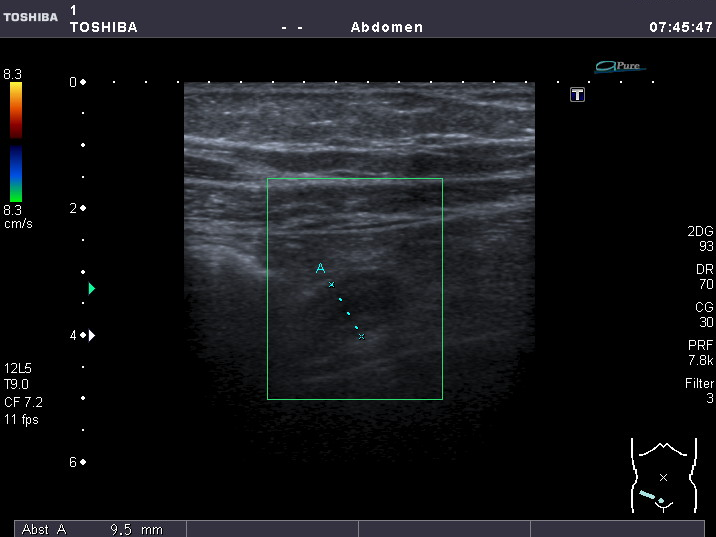 TOSHIBA
1
TOSHIBA - - Abdomen 07:45:47
aPure
8.3
8.3
cm/s
0
2
4
6
T
A
2DG
93
DR
70
CG
30
PRF
7.8k
Filter
3
12L5
T9.0
CF 7.2
11 fps
Abst A 9.5 mm